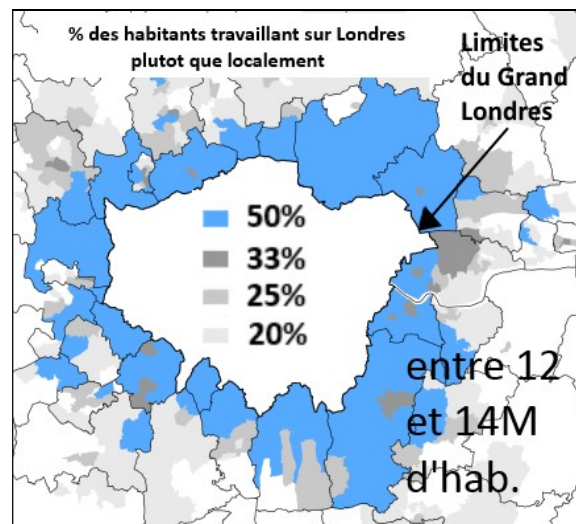 % des habitants travaillant sur Londres
plutot que localement
Limites
du Grand
Londres
50%
33%
25%
20%
entre 12
et 14M
d'hab.